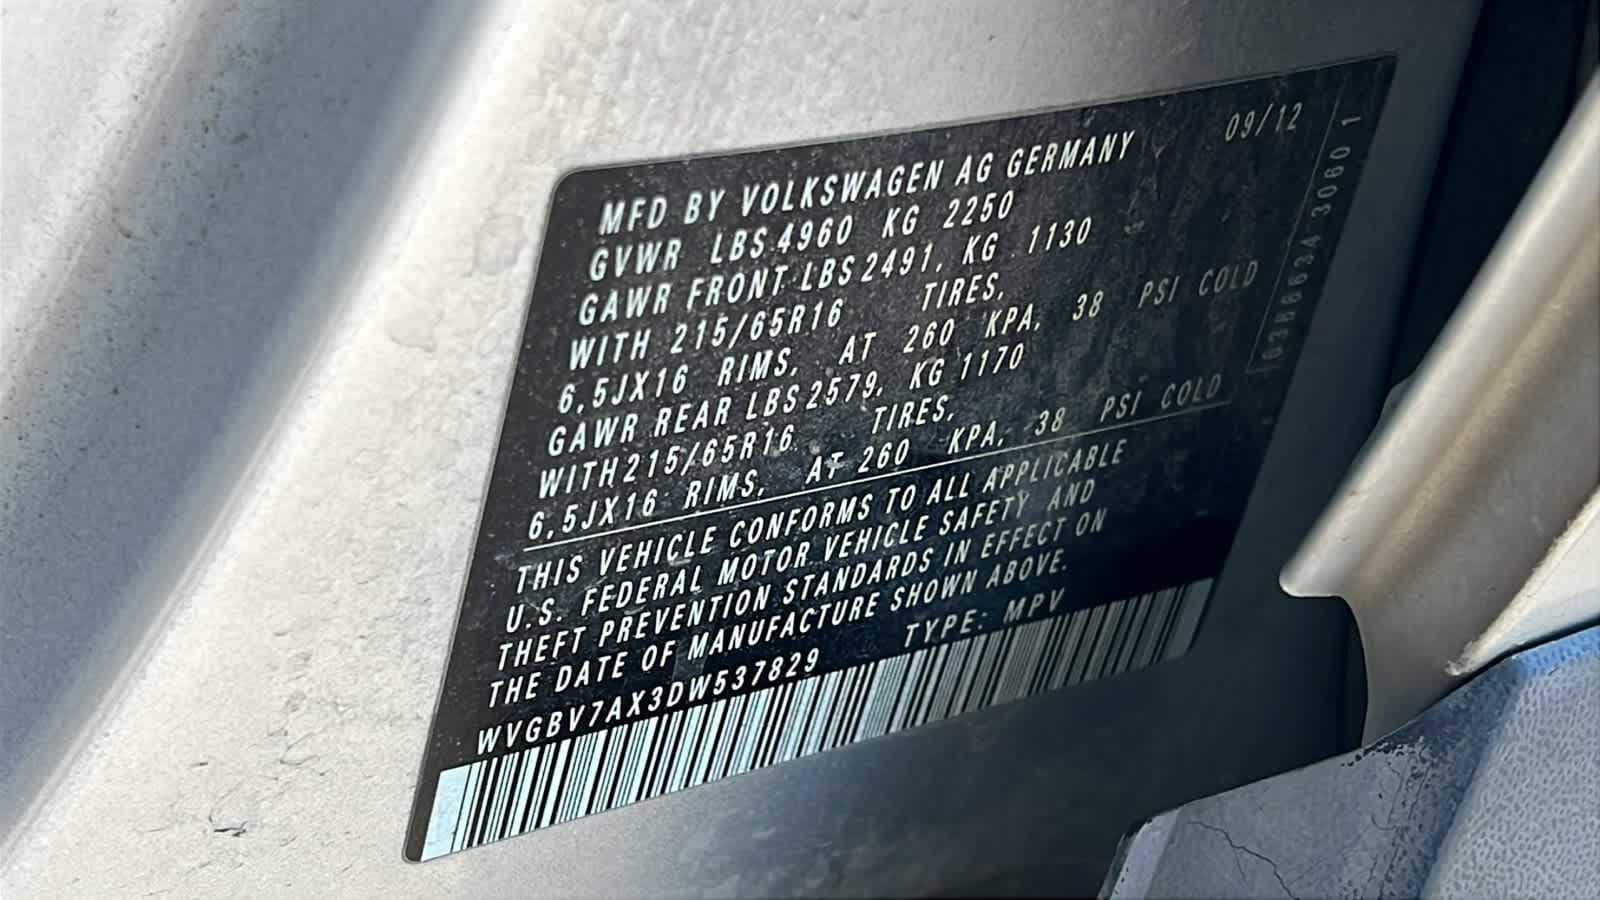 MFD BY VOLKSWAGEN AG GERMANY 09/12
GVWR LBS 4960 KG 2250
GAWR FRONT LBS 2491, KG 1130
WITH 215/65R16 TIRES,
6,5JX16 RIMS, AT 260 KPA, 38 PSI COLD
GAWR REAR LBS 2579, KG 1170
WITH 215/65R16 TIRES,
6,5JX16 RIMS, AT 260 KPA, 38 PSI COLD
THIS VEHICLE CONFORMS TO ALL APPLICABLE
U.S. FEDERAL MOTOR VEHICLE SAFETY AND
THEFT PREVENTION STANDARDS IN EFFECT ON
THE DATE OF MANUFACTURE SHOWN ABOVE.
WVGBV7AX3DW537829 TYPE: MPV